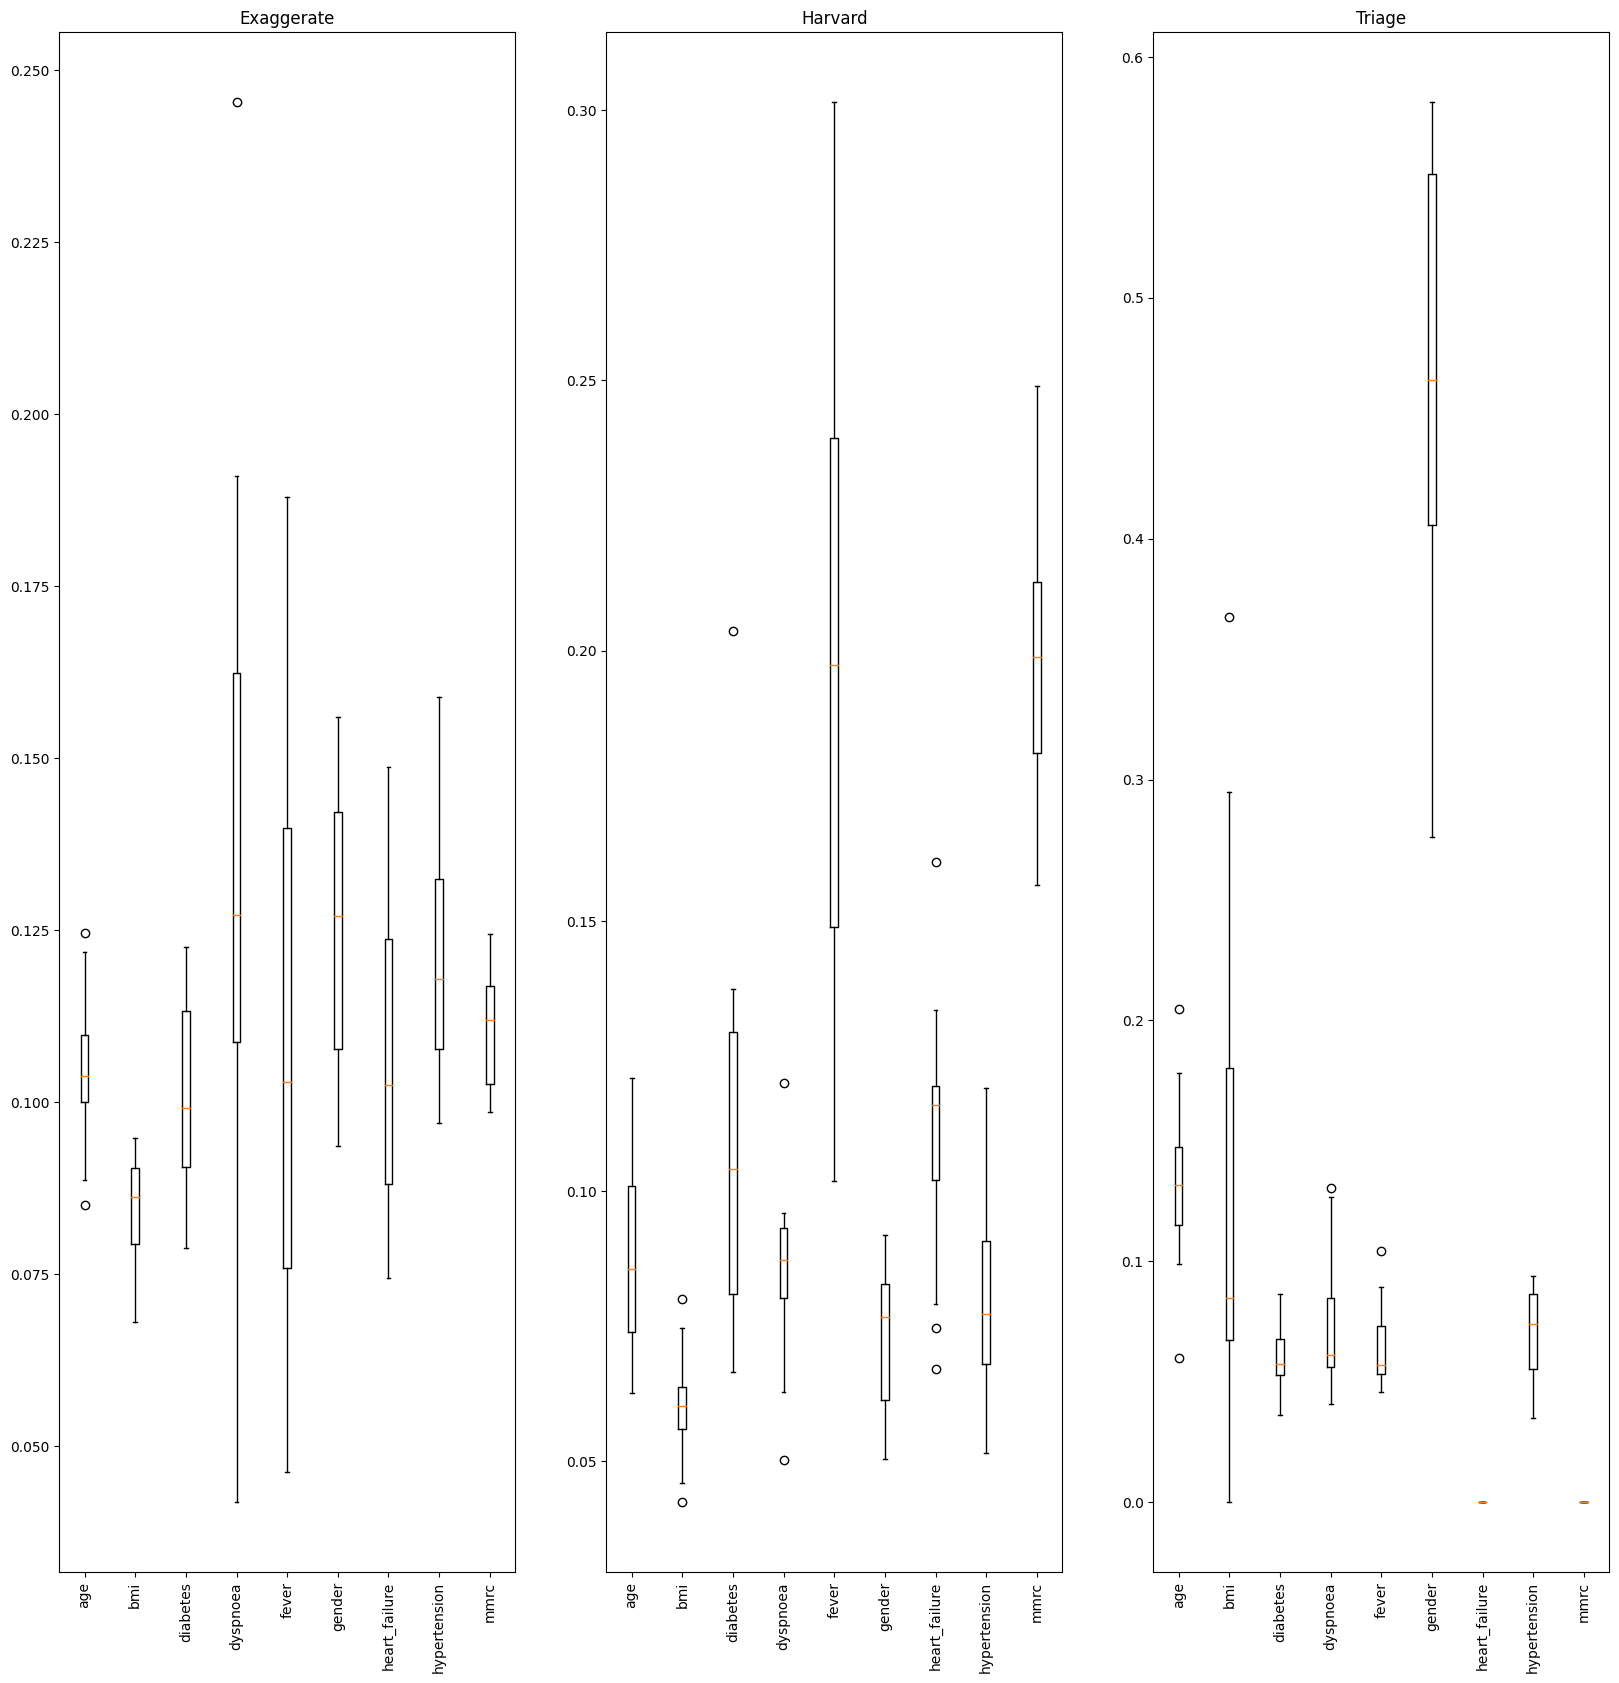 Exaggerate
0.250
0.225
0.200
0.175
0.150
0.125
0.100
0.075
0.050
age
bmi
diabetes
dyspnoea
fever
gender
heart_failure
hypertension
mmrc
Harvard
0.30
0.25
0.20
0.15
0.10
0.05
age
bmi
diabetes
dyspnoea
fever
gender
heart_failure
hypertension
mmrc
Triage
0.6
0.5
0.4
0.3
0.2
0.1
0.0
age
bmi
diabetes
dyspnoea
fever
gender
heart_failure
hypertension
mmrc